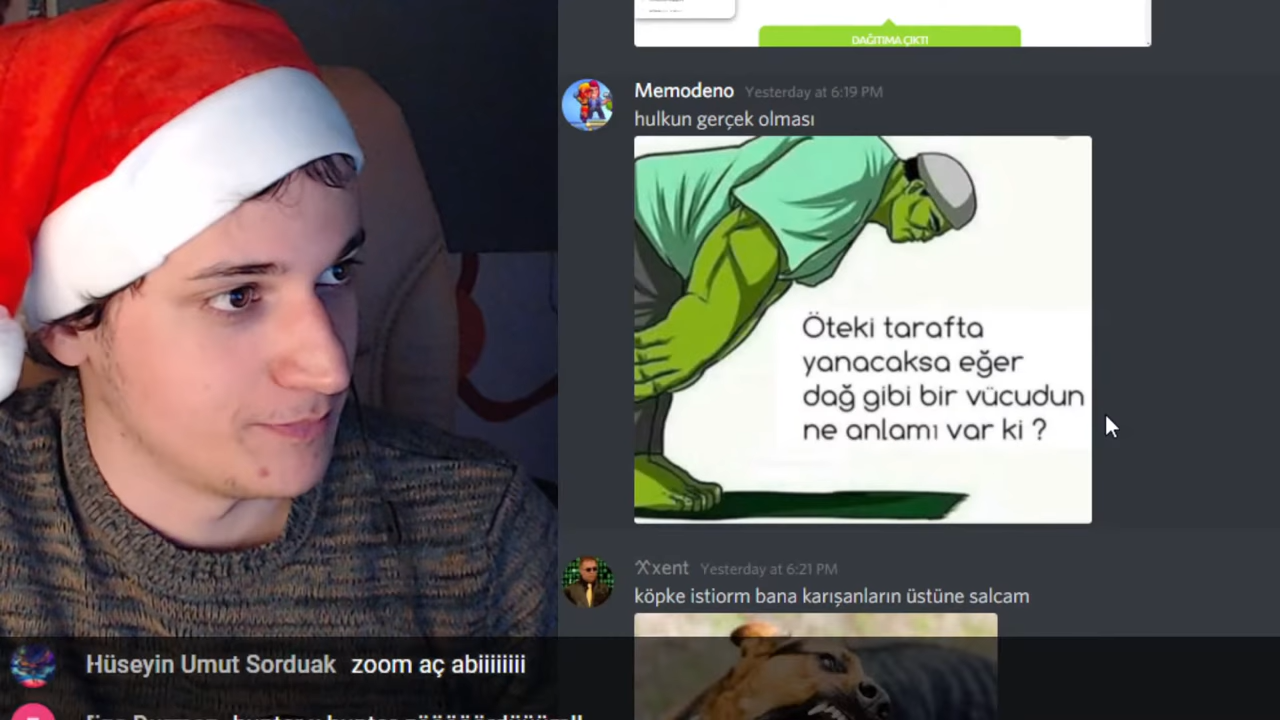 DAĞITIMA ÇIKTI
Memodeno Yesterday at 6:19 PM
hulkun gerçek olması
Öteki tarafta
yanacaksa eğer
dağ gibi bir vücudun
ne anlamı var ki ?
xent Yesterday at 6:21 PM
köpke istiorm bana karışanların üstüne salcam
Hüseyin Umut Sorduak zoom aç abiiiiiiii